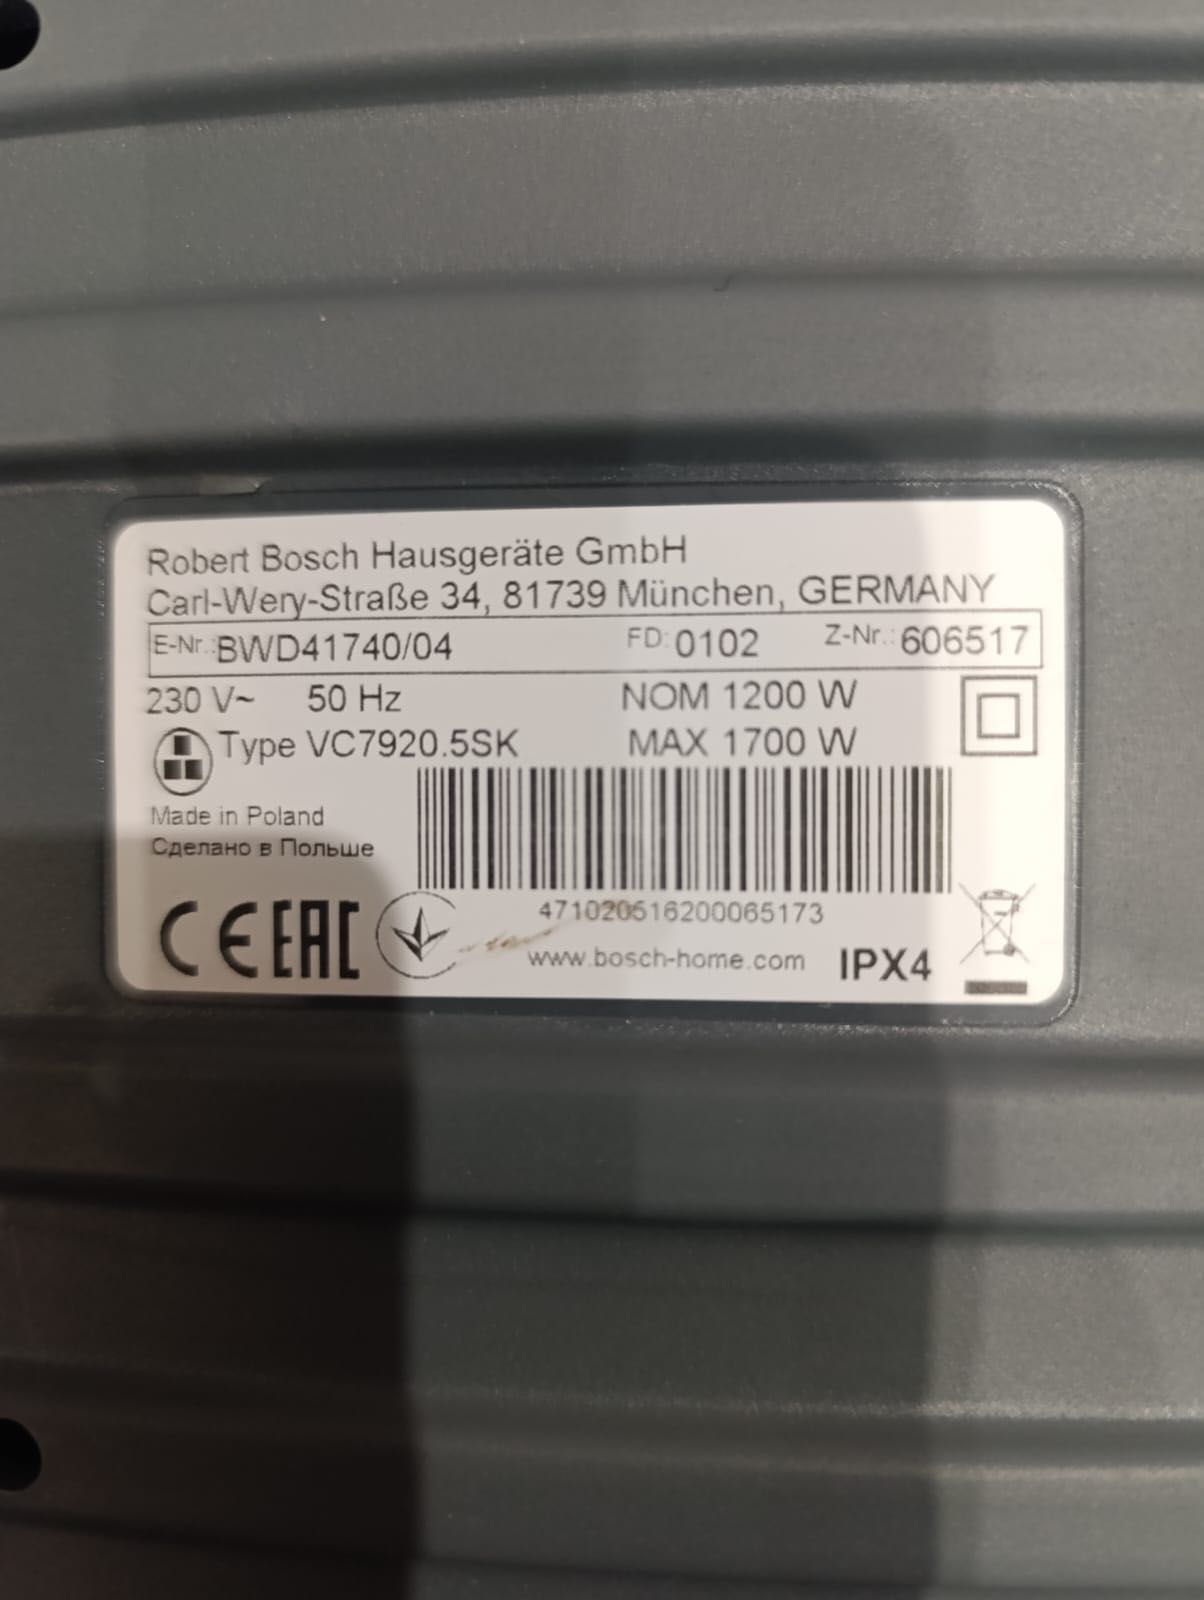 Robert Bosch Hausgeräte GmbH
Carl-Wery-Straße 34, 81739 München, GERMANY
E-Nr.:BWD41740/04 FD:0102 Z-Nr.:606517
230 V~ 50 Hz NOM 1200 W
Type VC7920.5SK MAX 1700 W
Made in Poland
Сделано в Польше
CE EAC
471020516200065173
www.bosch-home.com IPX4